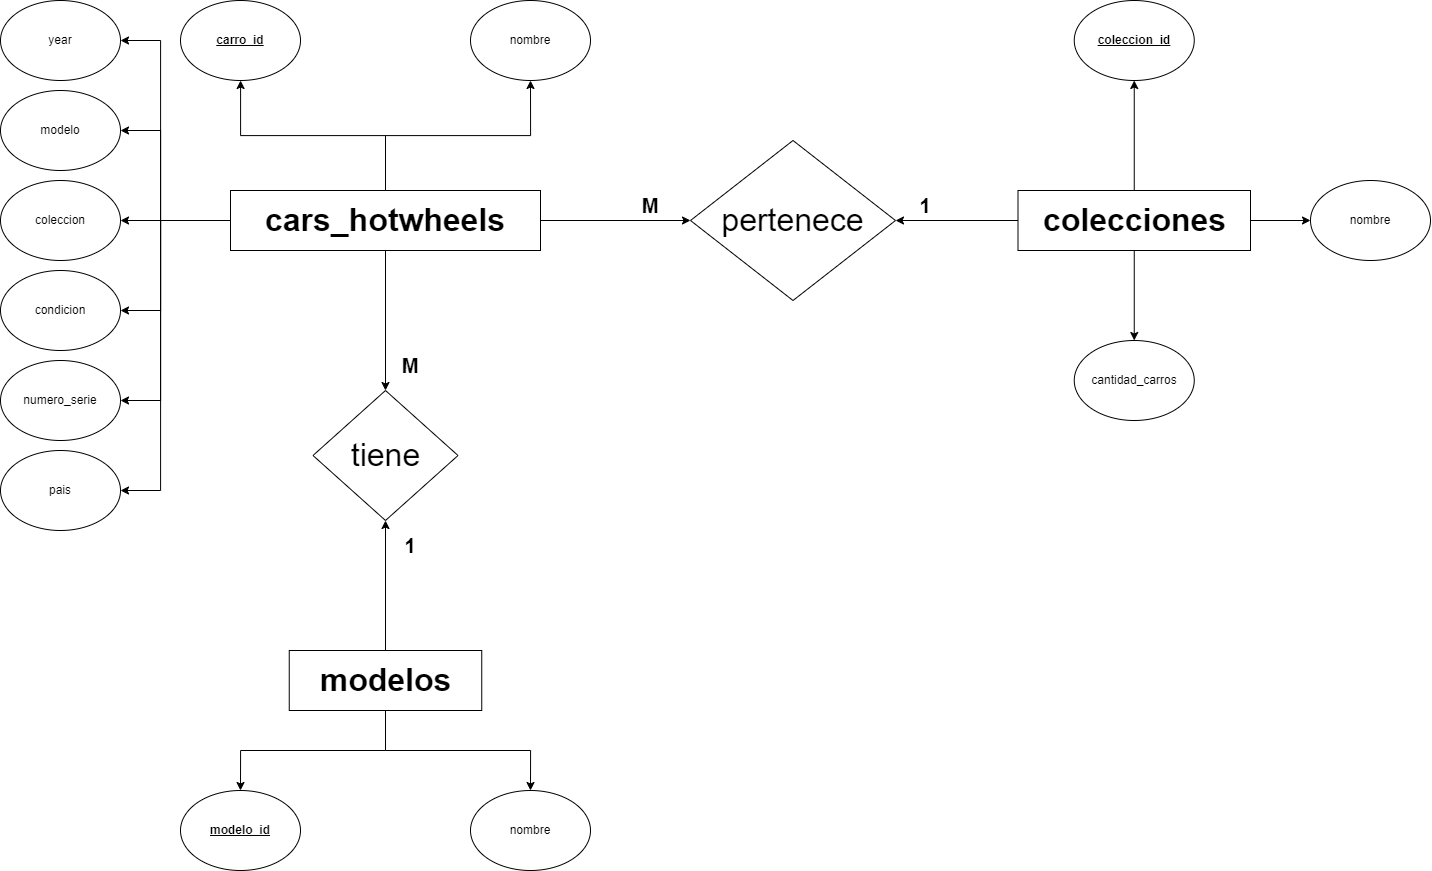 year
carro_id
nombre
coleccion_id
modelo
M
1
coleccion
cars_hotwheels
pertenece
colecciones
nombre
condicion
M
cantidad_carros
numero_serie
tiene
pais
1
modelos
modelo_id
nombre